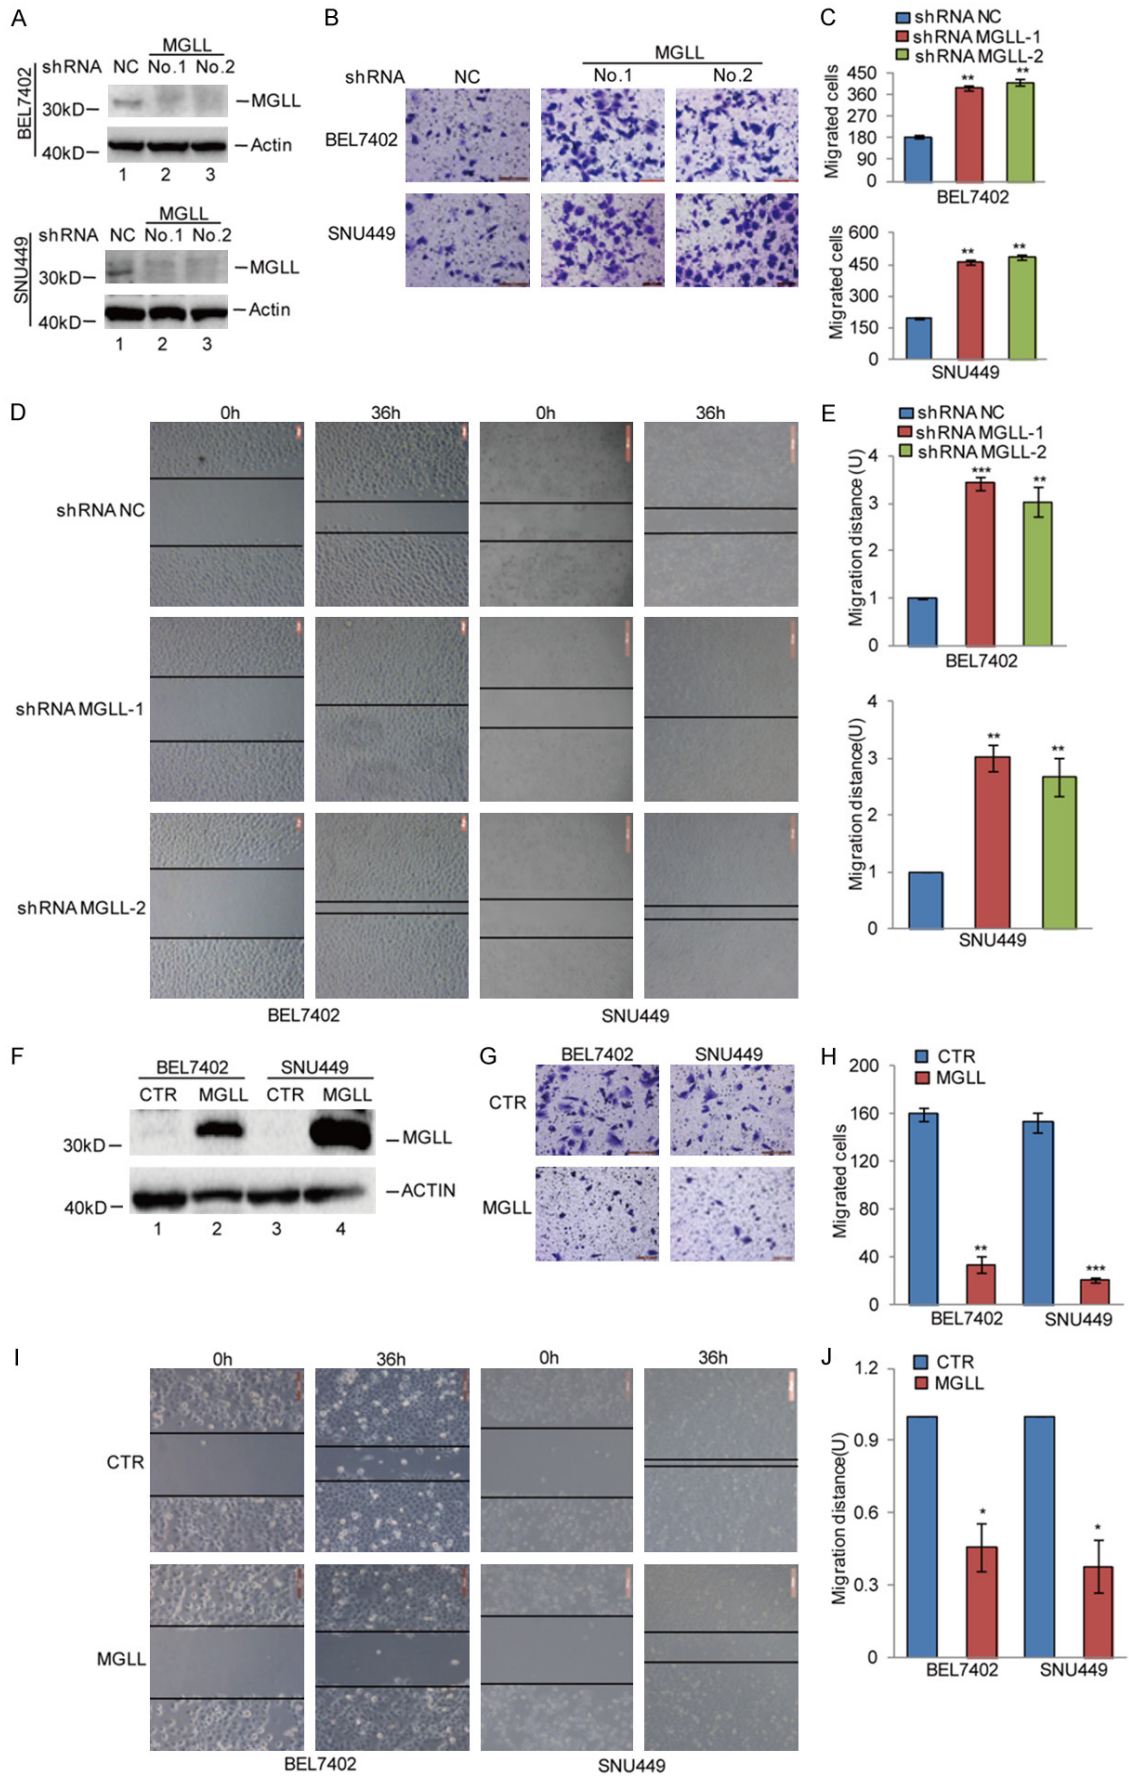 A
BEL7402
shRNA
MGLL
NC No.1 No.2
30kD
MGLL
40kD
Actin
1 2 3
SNU449
shRNA
MGLL
NC No.1 No.2
30kD
MGLL
40kD
Actin
1 2 3
B
MGLL
shRNA NC No.1 No.2
BEL7402
SNU449
C
shRNA NC
shRNA MGLL-1
shRNA MGLL-2
Migrated cells
450
360
270
180
90
0
**
**
BEL7402
Migrated cells
600
450
300
150
0
**
**
SNU449
D
0h 36h 0h 36h
shRNA NC
shRNA MGLL-1
shRNA MGLL-2
BEL7402 SNU449
E
shRNA NC
shRNA MGLL-1
shRNA MGLL-2
Migration distance (U)
4
3
2
1
0
***
**
BEL7402
Migration distance(U)
4
3
2
1
0
**
**
SNU449
F
BEL7402 SNU449
CTR MGLL CTR MGLL
30kD
MGLL
40kD
ACTIN
1 2 3 4
G
BEL7402 SNU449
CTR
MGLL
H
CTR
MGLL
Migrated cells
200
160
120
80
40
0
**
***
BEL7402 SNU449
I
0h 36h 0h 36h
CTR
MGLL
BEL7402 SNU449
J
CTR
MGLL
Migration distance(U)
1.2
0.9
0.6
0.3
0
*
*
BEL7402 SNU449